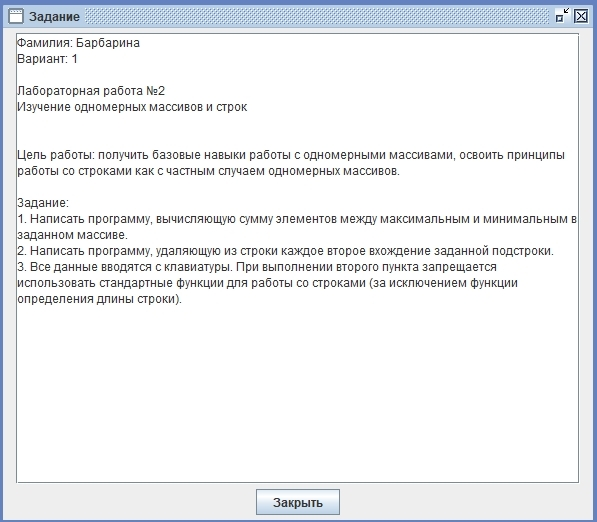 Задание
Фамилия: Барбарина
Вариант: 1
Лабораторная работа №2
Изучение одномерных массивов и строк
Цель работы: получить базовые навыки работы с одномерными массивами, освоить принципы
работы со строками как с частным случаем одномерных массивов.
Задание:
1. Написать программу, вычисляющую сумму элементов между максимальным и минимальным в
заданном массиве.
2. Написать программу, удаляющую из строки каждое второе вхождение заданной подстроки.
3. Все данные вводятся с клавиатуры. При выполнении второго пункта запрещается
использовать стандартные функции для работы со строками (за исключением функции
определения длины строки).
Закрыть